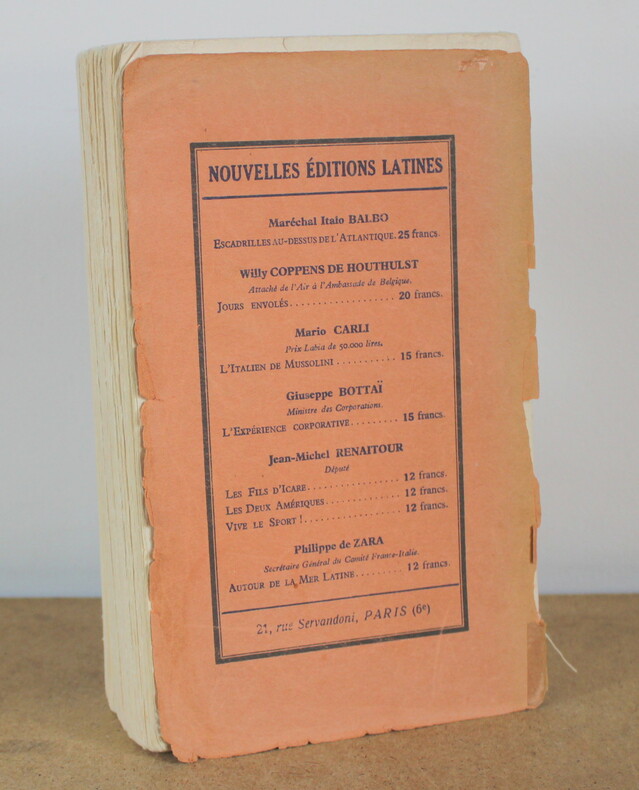 NOUVELLES ÉDITIONS LATINES
Maréchal Italo BALBO
ESCADRILLES AU-DESSUS DE L'ATLANTIQUE. 25 francs.
Willy COPPENS DE HOUTHULST
Attaché de l'Air à l'Ambassade de Belgique.
JOURS ENVOLÉS.................. 20 francs.
Mario CARLI
Prix Labia de 50.000 lires.
L'ITALIEN DE MUSSOLINI .......... 15 francs.
Giuseppe BOTTAÏ
Ministre des Corporations.
L'EXPÉRIENCE CORPORATIVE......... 15 francs.
Jean-Michel RENAITOUR
Député
LES FILS D'ICARE................ 12 francs.
LES DEUX AMÉRIQUES.............. 12 francs.
VIVE LE SPORT !................. 12 francs.
Philippe de ZARA
Secrétaire Général du Comité France-Italie.
AUTOUR DE LA MER LATINE......... 12 francs.
21, rue Servandoni, PARIS (6e)